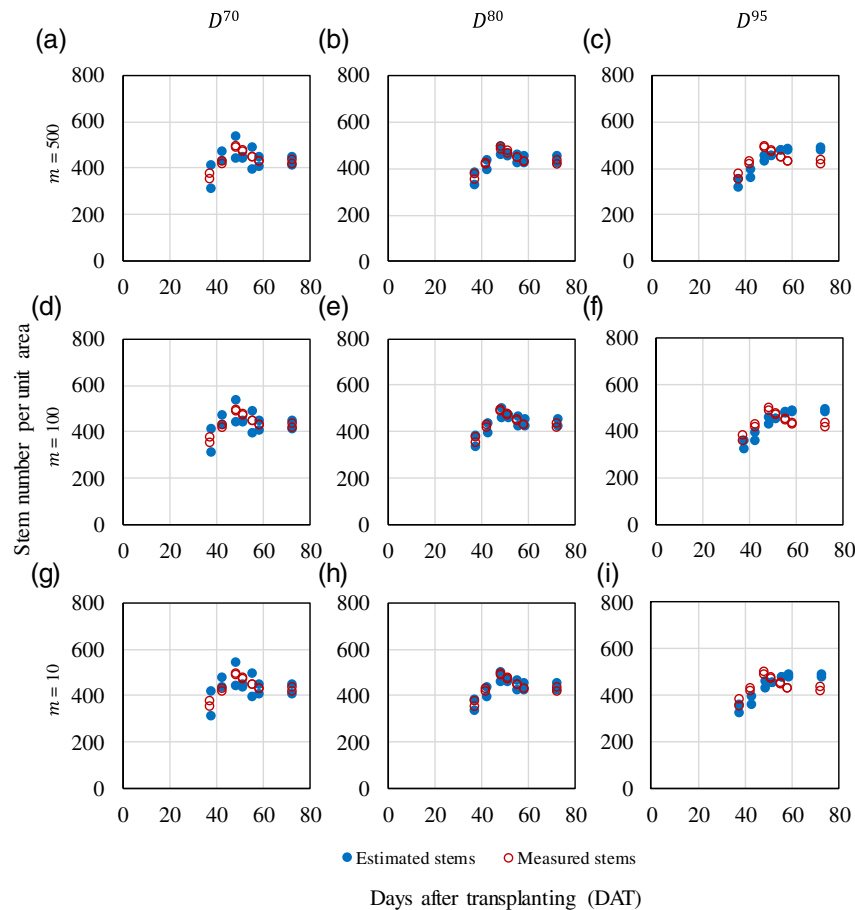 D^70 D^80 D^95
(a) (b) (c)
800 800 800
600 600 600
400 400 400
200 200 200
0 0 0
0 20 40 60 80 0 20 40 60 80 0 20 40 60 80
m = 500
(d) (e) (f)
800 800 800
600 600 600
400 400 400
200 200 200
0 0 0
0 20 40 60 80 0 20 40 60 80 0 20 40 60 80
m = 100
Stem number per unit area
(g) (h) (i)
800 800 800
600 600 600
400 400 400
200 200 200
0 0 0
0 20 40 60 80 0 20 40 60 80 0 20 40 60 80
m = 10
Estimated stems Measured stems
Days after transplanting (DAT)